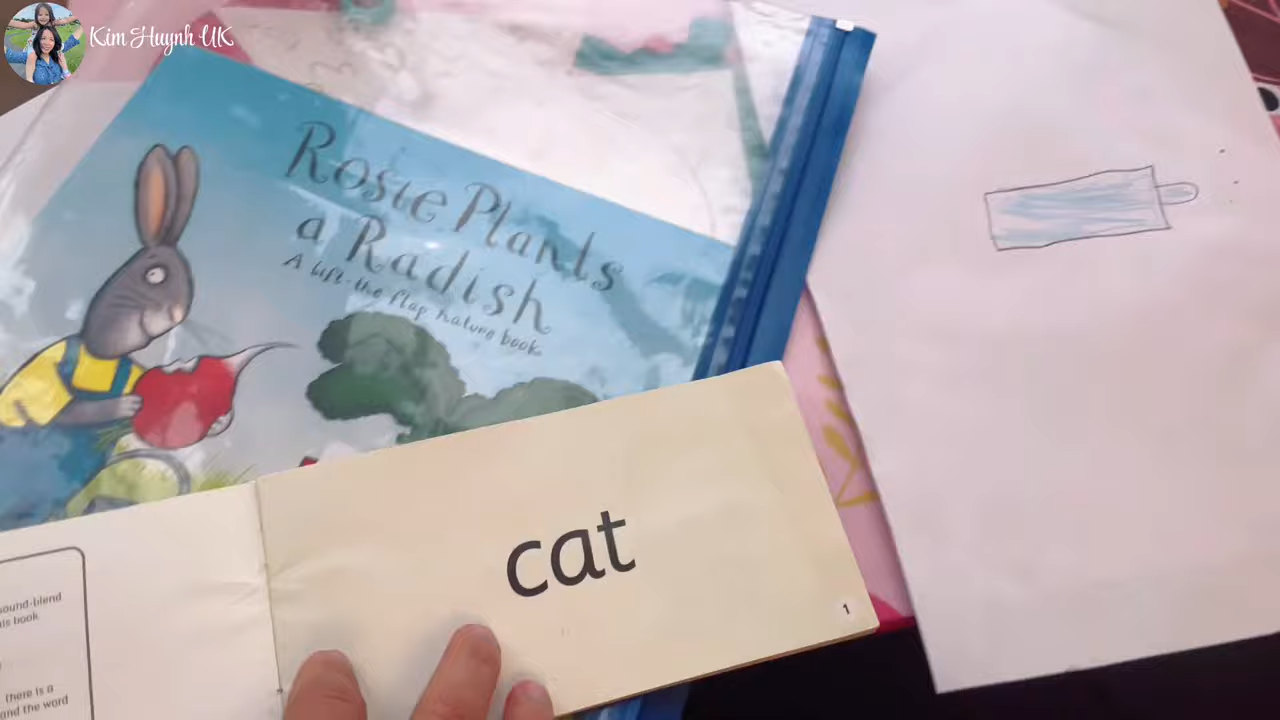 Kim Huynh UK
Rosie Plants
a Radish
A lift-the-flap nature book
cat
1
sound-blend
his book
There is a
and the word